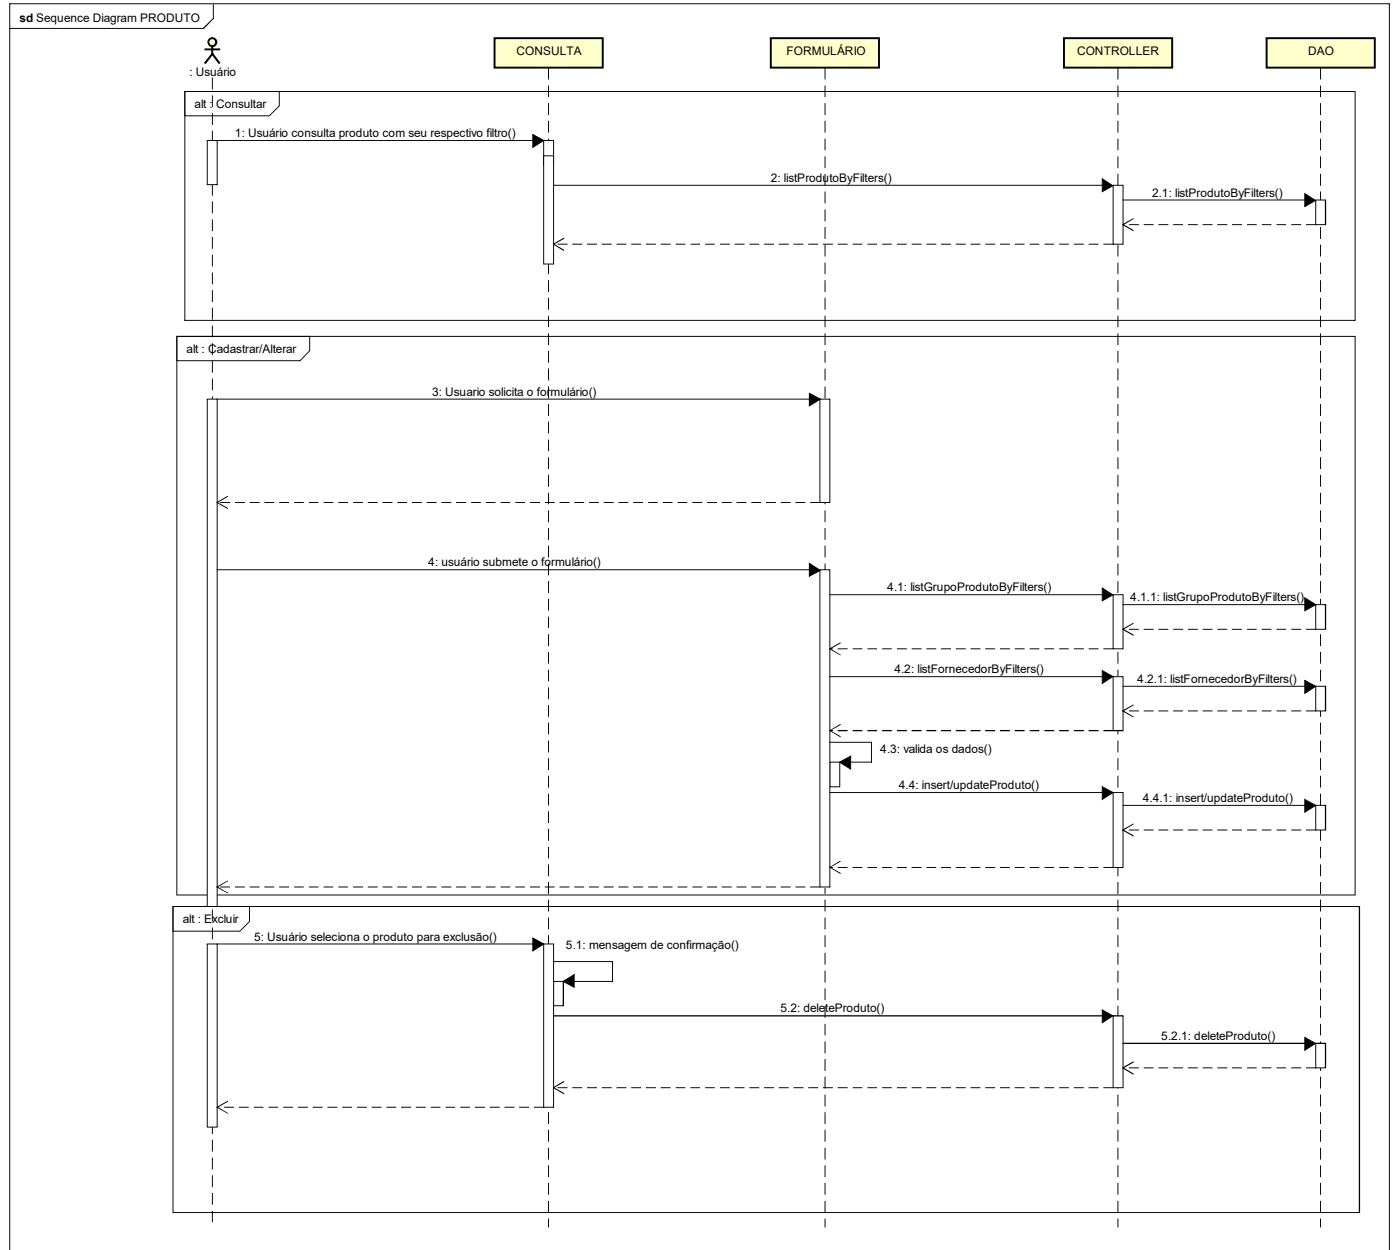 sd Sequence Diagram PRODUTO
: Usuário
CONSULTA
FORMULÁRIO
CONTROLLER
DAO
alt : Consultar
1: Usuário consulta produto com seu respectivo filtro()
2: listProdutoByFilters()
2.1: listProdutoByFilters()
alt : Cadastrar/Alterar
3: Usuario solicita o formulário()
4: usuário submete o formulário()
4.1: listGrupoProdutoByFilters()
4.1.1: listGrupoProdutoByFilters()
4.2: listFornecedorByFilters()
4.2.1: listFornecedorByFilters()
4.3: valida os dados()
4.4: insert/updateProduto()
4.4.1: insert/updateProduto()
alt : Excluir
5: Usuário seleciona o produto para exclusão()
5.1: mensagem de confirmação()
5.2: deleteProduto()
5.2.1: deleteProduto()